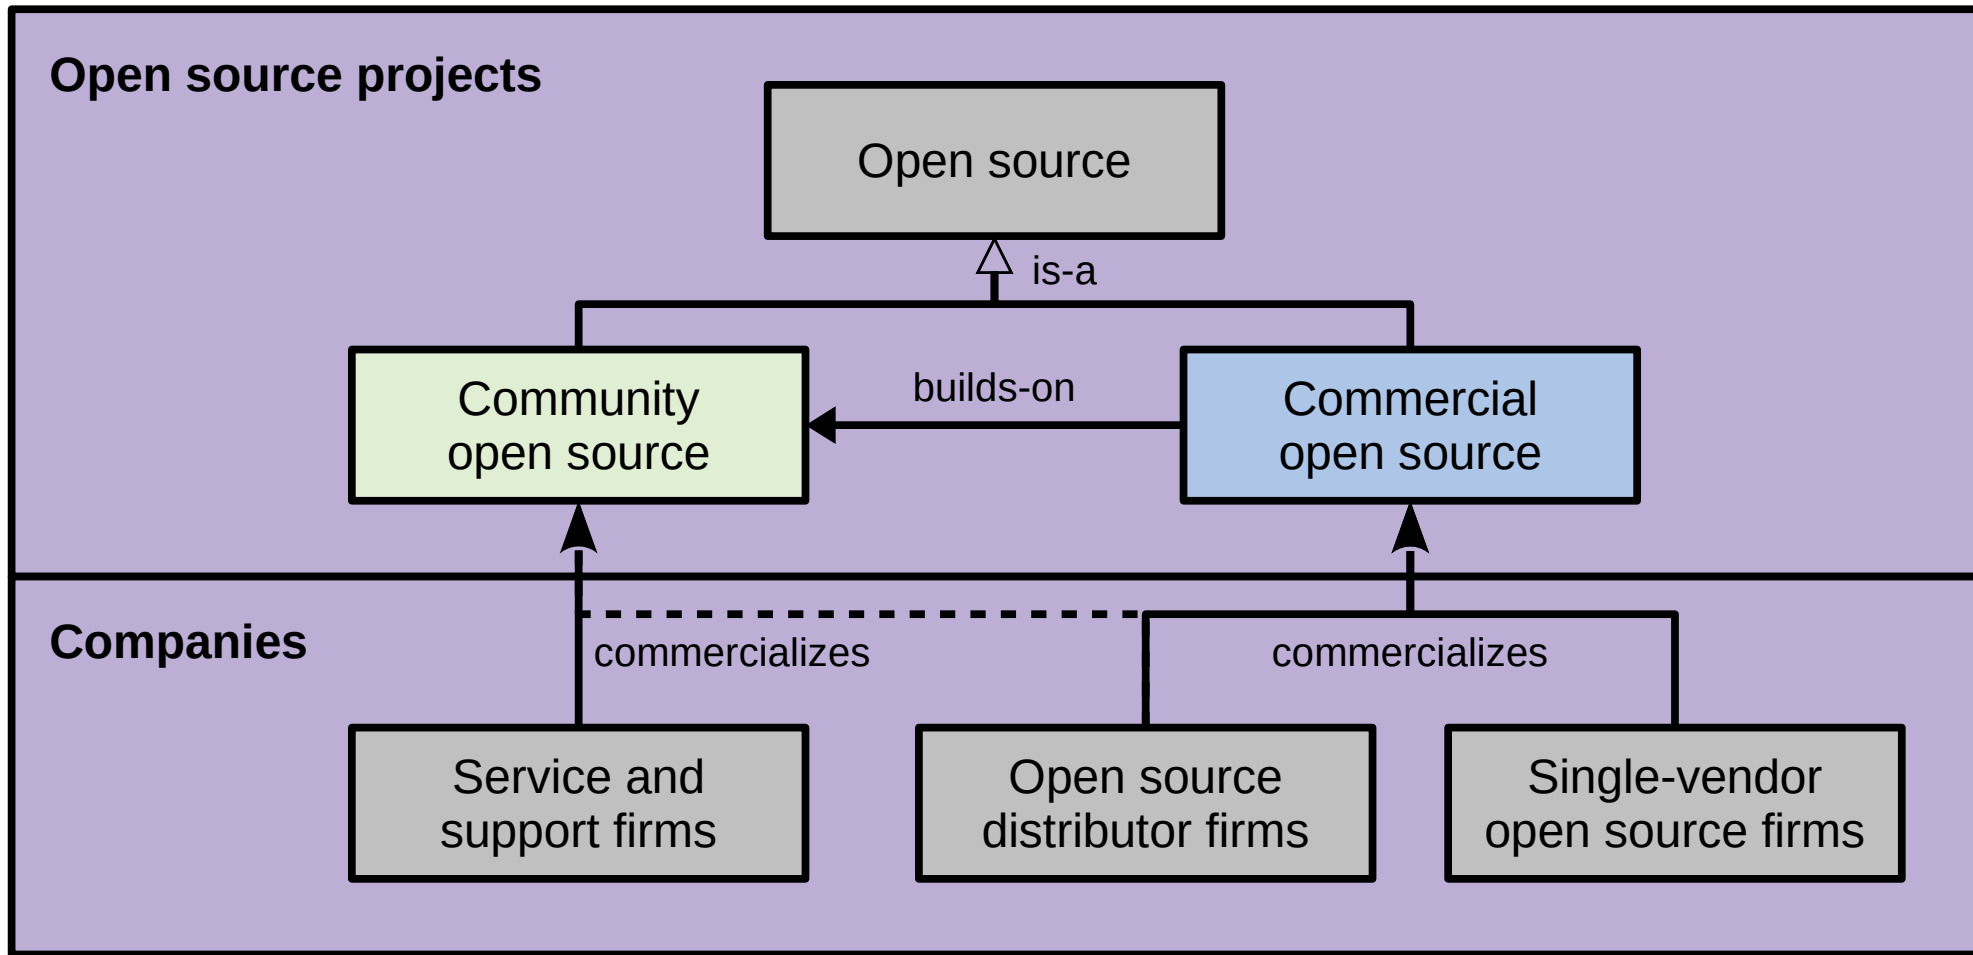 Open source projects
Open source
is-a
Community
open source
builds-on
Commercial
open source
Companies
commercializes
commercializes
Service and
support firms
Open source
distributor firms
Single-vendor
open source firms